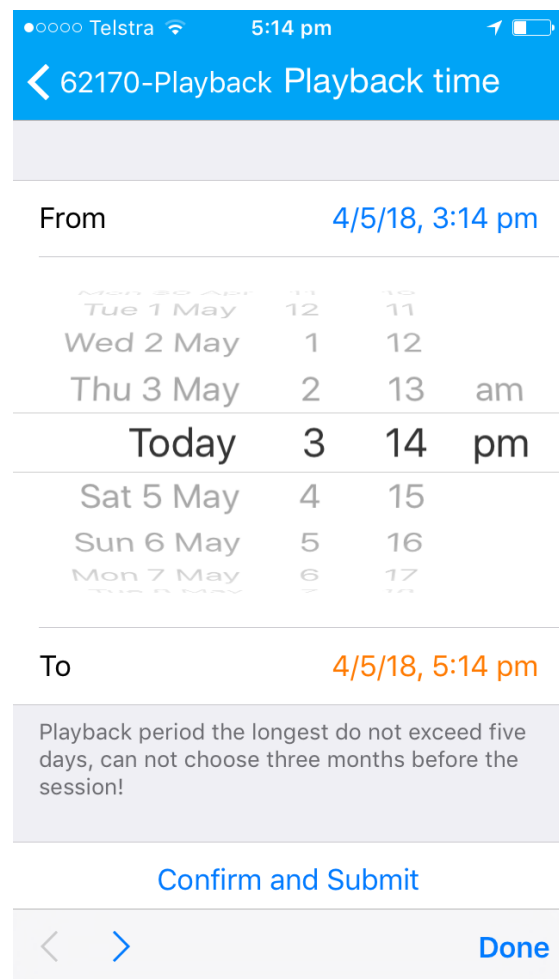 Telstra 5:14 pm
62170-Playback Playback time
From 4/5/18, 3:14 pm
Tue 1 May 12 11
Wed 2 May 1 12
Thu 3 May 2 13 am
Today 3 14 pm
Sat 5 May 4 15
Sun 6 May 5 16
Mon 7 May 6 17
To 4/5/18, 5:14 pm
Playback period the longest do not exceed five
days, can not choose three months before the
session!
Confirm and Submit
Done